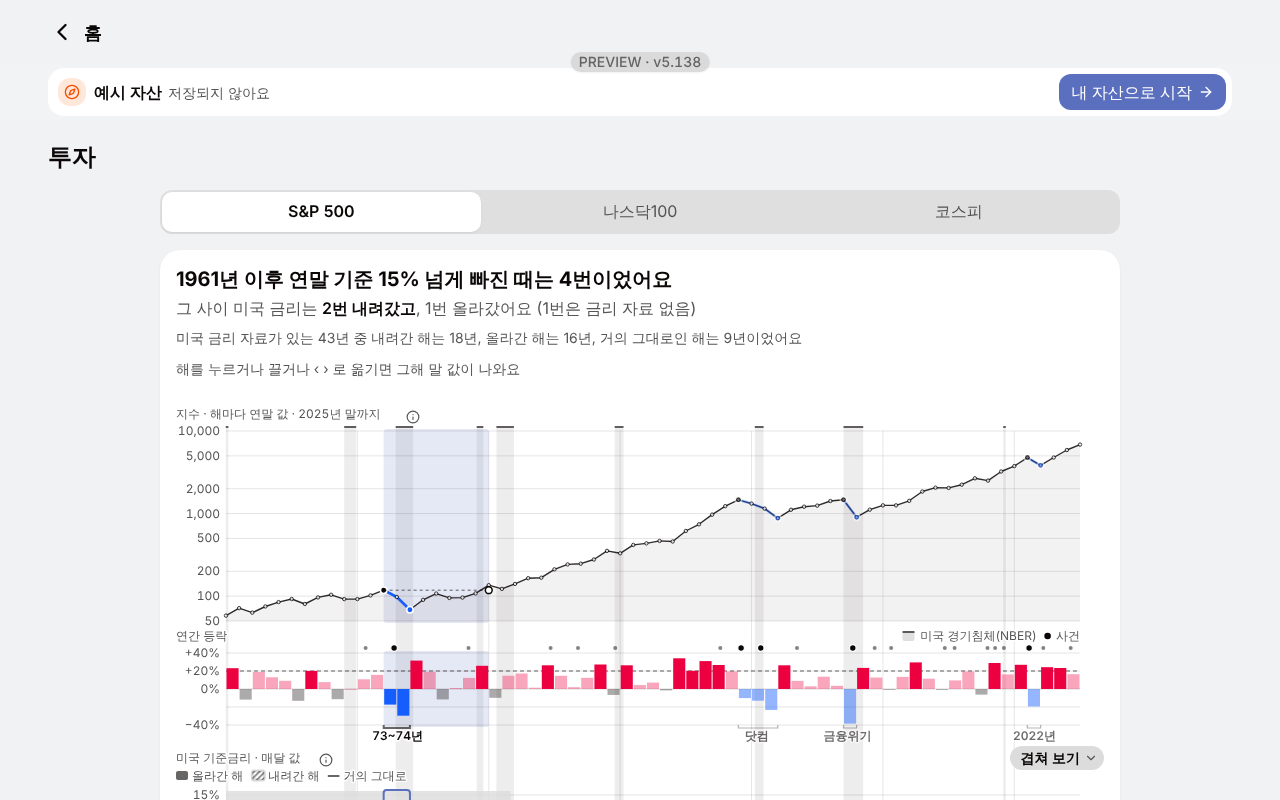 홈
PREVIEW · v5.138
예시 자산 저장되지 않아요
내 자산으로 시작 →
투자
S&P 500 나스닥100 코스피
1961년 이후 연말 기준 15% 넘게 빠진 때는 4번이었어요
그 사이 미국 금리는 2번 내려갔고, 1번 올라갔어요 (1번은 금리 자료 없음)
미국 금리 자료가 있는 43년 중 내려간 해는 18년, 올라간 해는 16년, 거의 그대로인 해는 9년이었어요
해를 누르거나 끌거나 ‹ › 로 옮기면 그해 말 값이 나와요
지수 · 해마다 연말 값 · 2025년 말까지
10,000
5,000
2,000
1,000
500
200
100
50
연간 등락
미국 경기침체(NBER) 사건
+40%
+20%
0%
−40%
73~74년 닷컴 금융위기 2022년
미국 기준금리 · 매달 값
겹쳐 보기
올라간 해 내려간 해 거의 그대로
15%